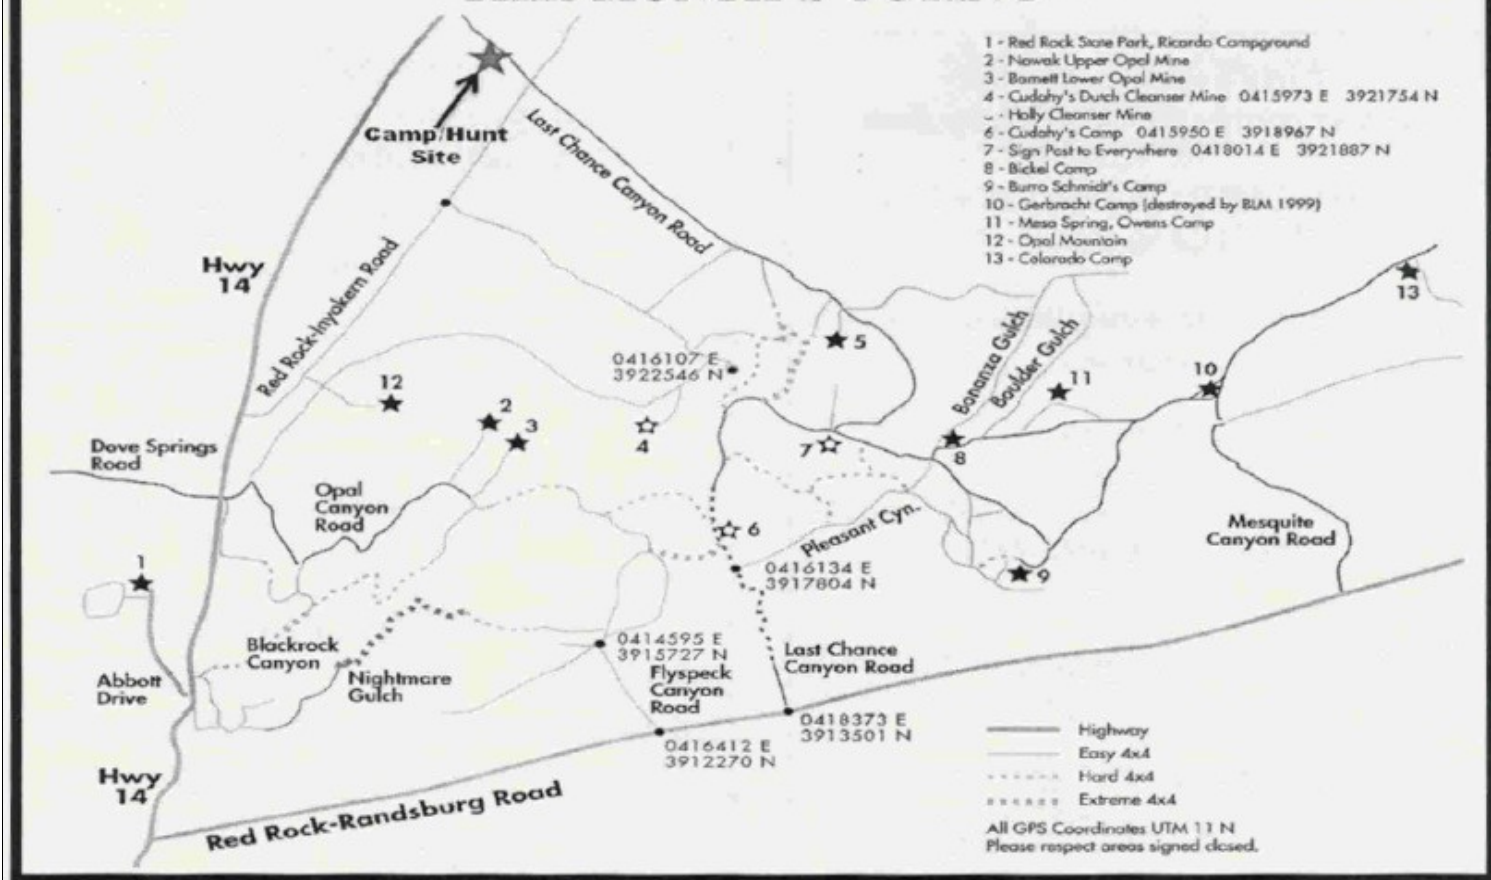 1 - Red Rock State Park, Ricardo Campground
2 - Nowak Upper Opal Mine
3 - Barnett Lower Opal Mine
4 - Cudahy's Dutch Cleanser Mine 0415973 E 3921754 N
- Holly Cleanser Mine
6 - Cudahy's Camp 0415950 E 3918967 N
7 - Sign Post to Everywhere 0418014 E 3921887 N
8 - Bickel Camp
9 - Burro Schmidt's Camp
10 - Gerbracht Camp (destroyed by BLM 1999)
11 - Mesa Spring, Owens Camp
12 - Opal Mountain
13 - Colorado Camp
Camp/Hunt
Site
Last Chance Canyon Road
Hwy
14
Red Rock-Inyokern Road
13
5
0416107 E
3922546 N
Bonanza Gulch
Boulder Gulch
12
11
10
2
3
4
7
8
Dove Springs
Road
Opal
Canyon
Road
6
Pleasant Cyn.
Mesquite
Canyon Road
1
0416134 E
3917804 N
9
Blackrock
Canyon
0414595 E
3915727 N
Last Chance
Canyon Road
Abbott
Drive
Nightmare
Gulch
Flyspeck
Canyon
Road
0418373 E
3913501 N
0416412 E
3912270 N
Hwy
14
Red Rock-Randsburg Road
Highway
Easy 4x4
Hard 4x4
Extreme 4x4
All GPS Coordinates UTM 11 N
Please respect areas signed closed.